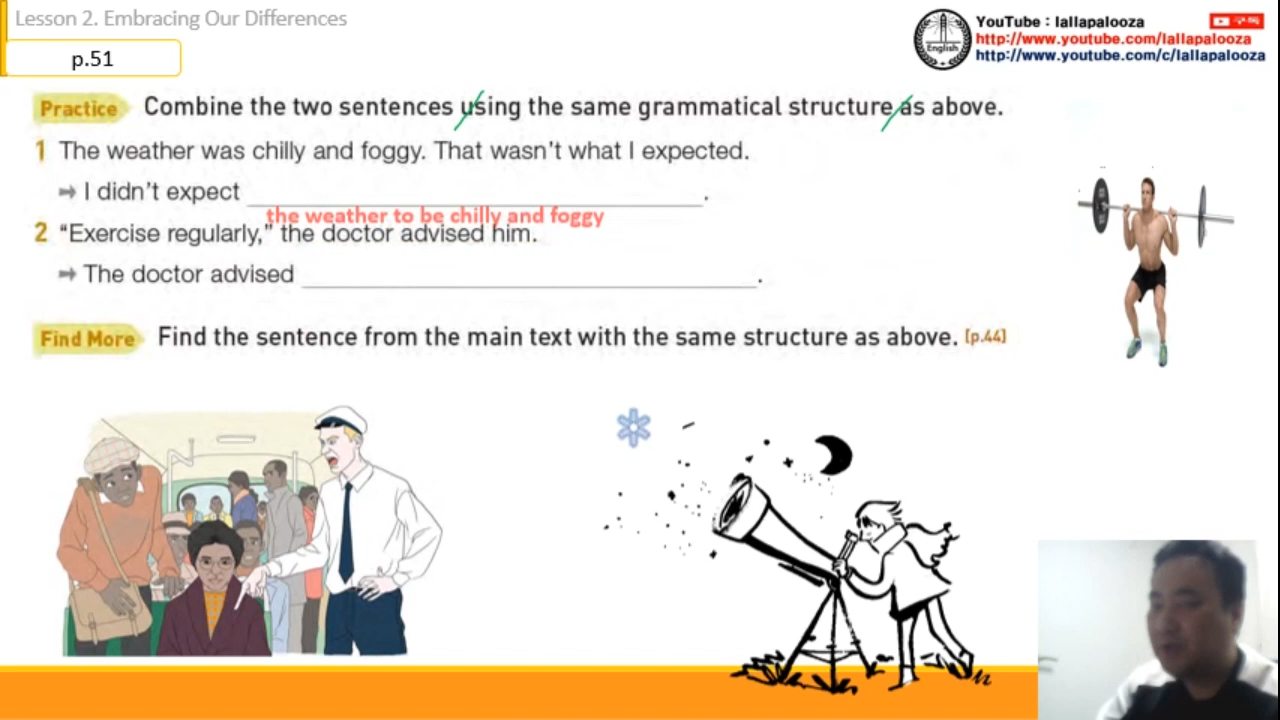 Lesson 2. Embracing Our Differences
p.51
English
YouTube : lallapalooza
http://www.youtube.com/lallapalooza
http://www.youtube.com/c/lallapalooza
Practice Combine the two sentences using the same grammatical structure as above.
1 The weather was chilly and foggy. That wasn't what I expected.
➡ I didn't expect ______.
the weather to be chilly and foggy
2 “Exercise regularly,” the doctor advised him.
➡ The doctor advised ______.
Find More Find the sentence from the main text with the same structure as above. [p.44]